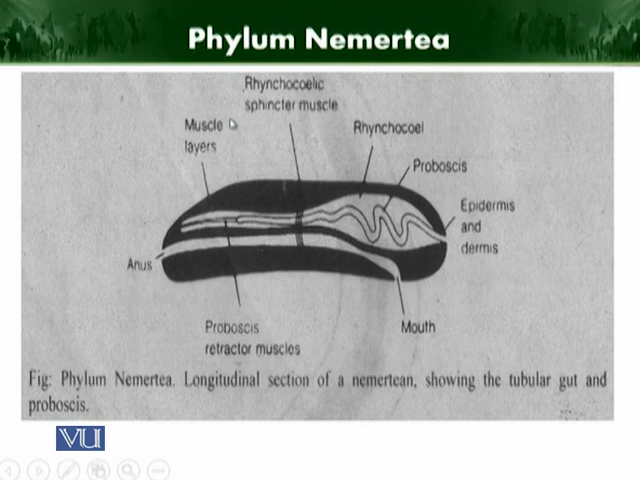 Phylum Nemertea
Rhynchocoelic
sphincter muscle
Muscle
layers
Rhynchocoel
Proboscis
Epidermis
and
dermis
Anus
Proboscis
retractor muscles
Mouth
Fig: Phylum Nemertea. Longitudinal section of a nemertean, showing the tubular gut and
proboscis.
VU